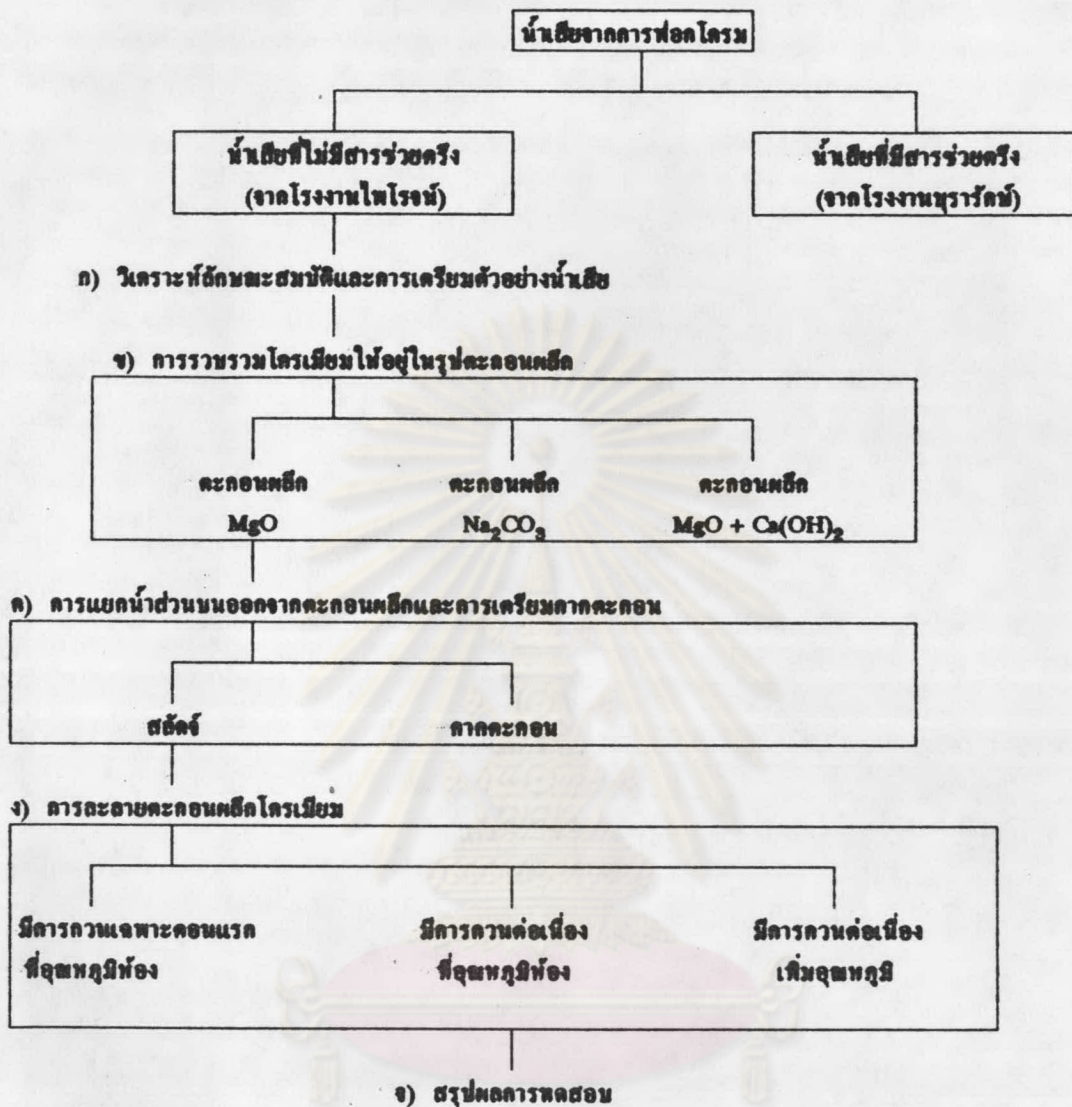 น้ำเสียจากการฟอกโครม
น้ำเสียที่ไม่มีสารช่วยตรึง
(จากโรงงานไพโรจน์)
น้ำเสียที่มีสารช่วยตรึง
(จากโรงงานบุรารักษ์)
ก) วิเคราะห์ลักษณะสมบัติและการเตรียมตัวอย่างน้ำเสีย
ข) การรวบรวมโครเมียมให้อยู่ในรูปตะกอนผลึก
ตะกอนผลึก ตะกอนผลึก ตะกอนผลึก
MgO Na₂CO₃ MgO + Ca(OH)₂
ค) การแยกน้ำส่วนบนออกจากตะกอนผลึกและการเตรียมกากตะกอน
สลัดจ์ กากตะกอน
ง) การละลายตะกอนผลึกโครเมียม
มีการกวนเฉพาะตอนแรก มีการกวนต่อเนื่อง มีการกวนต่อเนื่อง
ที่อุณหภูมิห้อง ที่อุณหภูมิห้อง เพิ่มอุณหภูมิ
จ) สรุปผลการทดสอบ